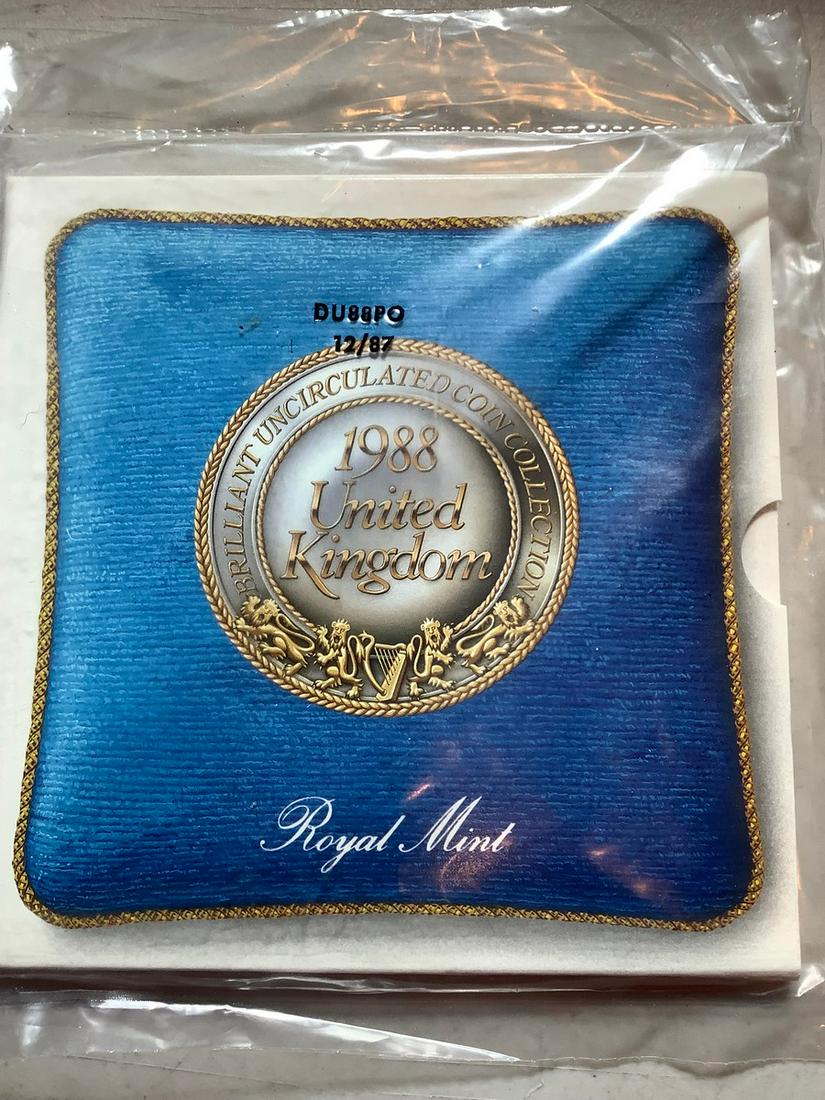 DU88PO
12/87
BRILLIANT UNCIRCULATED COIN COLLECTION
1988
United
Kingdom
Royal Mint